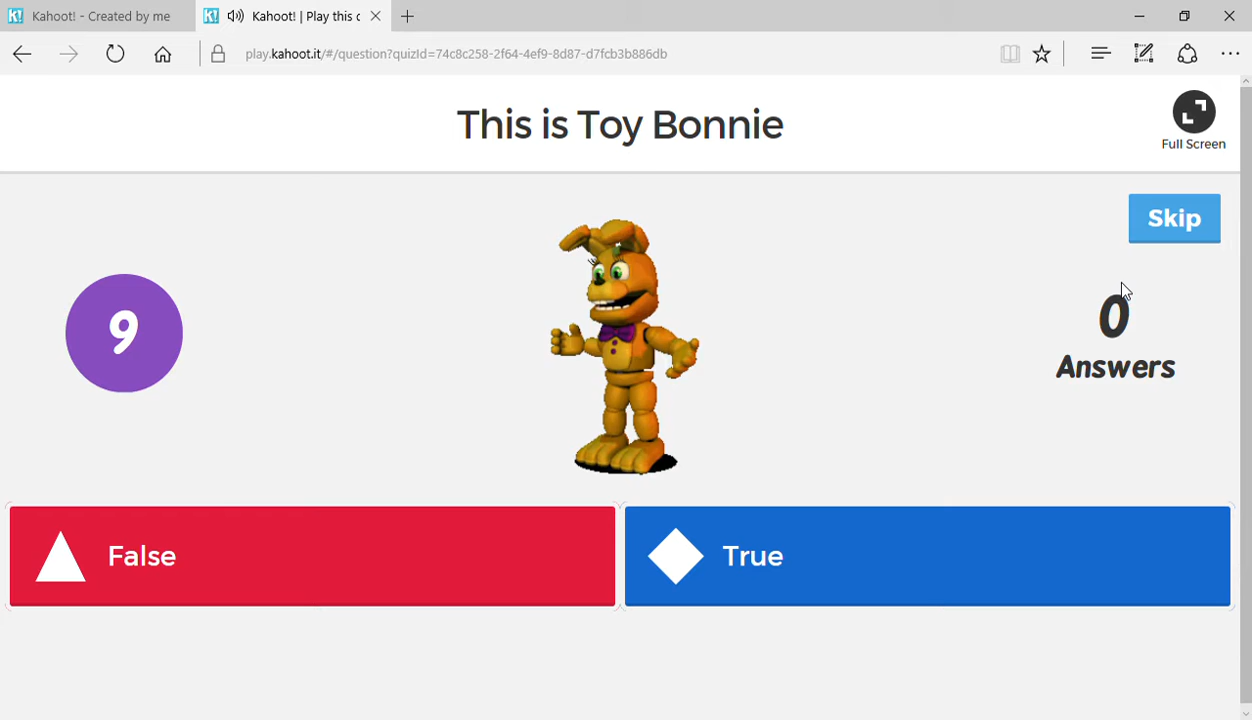 Kahoot! - Created by me
Kahoot! | Play this c
play.kahoot.it/#/question?quizId=74c8c258-2f64-4ef9-8d87-d7fcb3b886db
This is Toy Bonnie
Full Screen
Skip
9
0
Answers
False
True